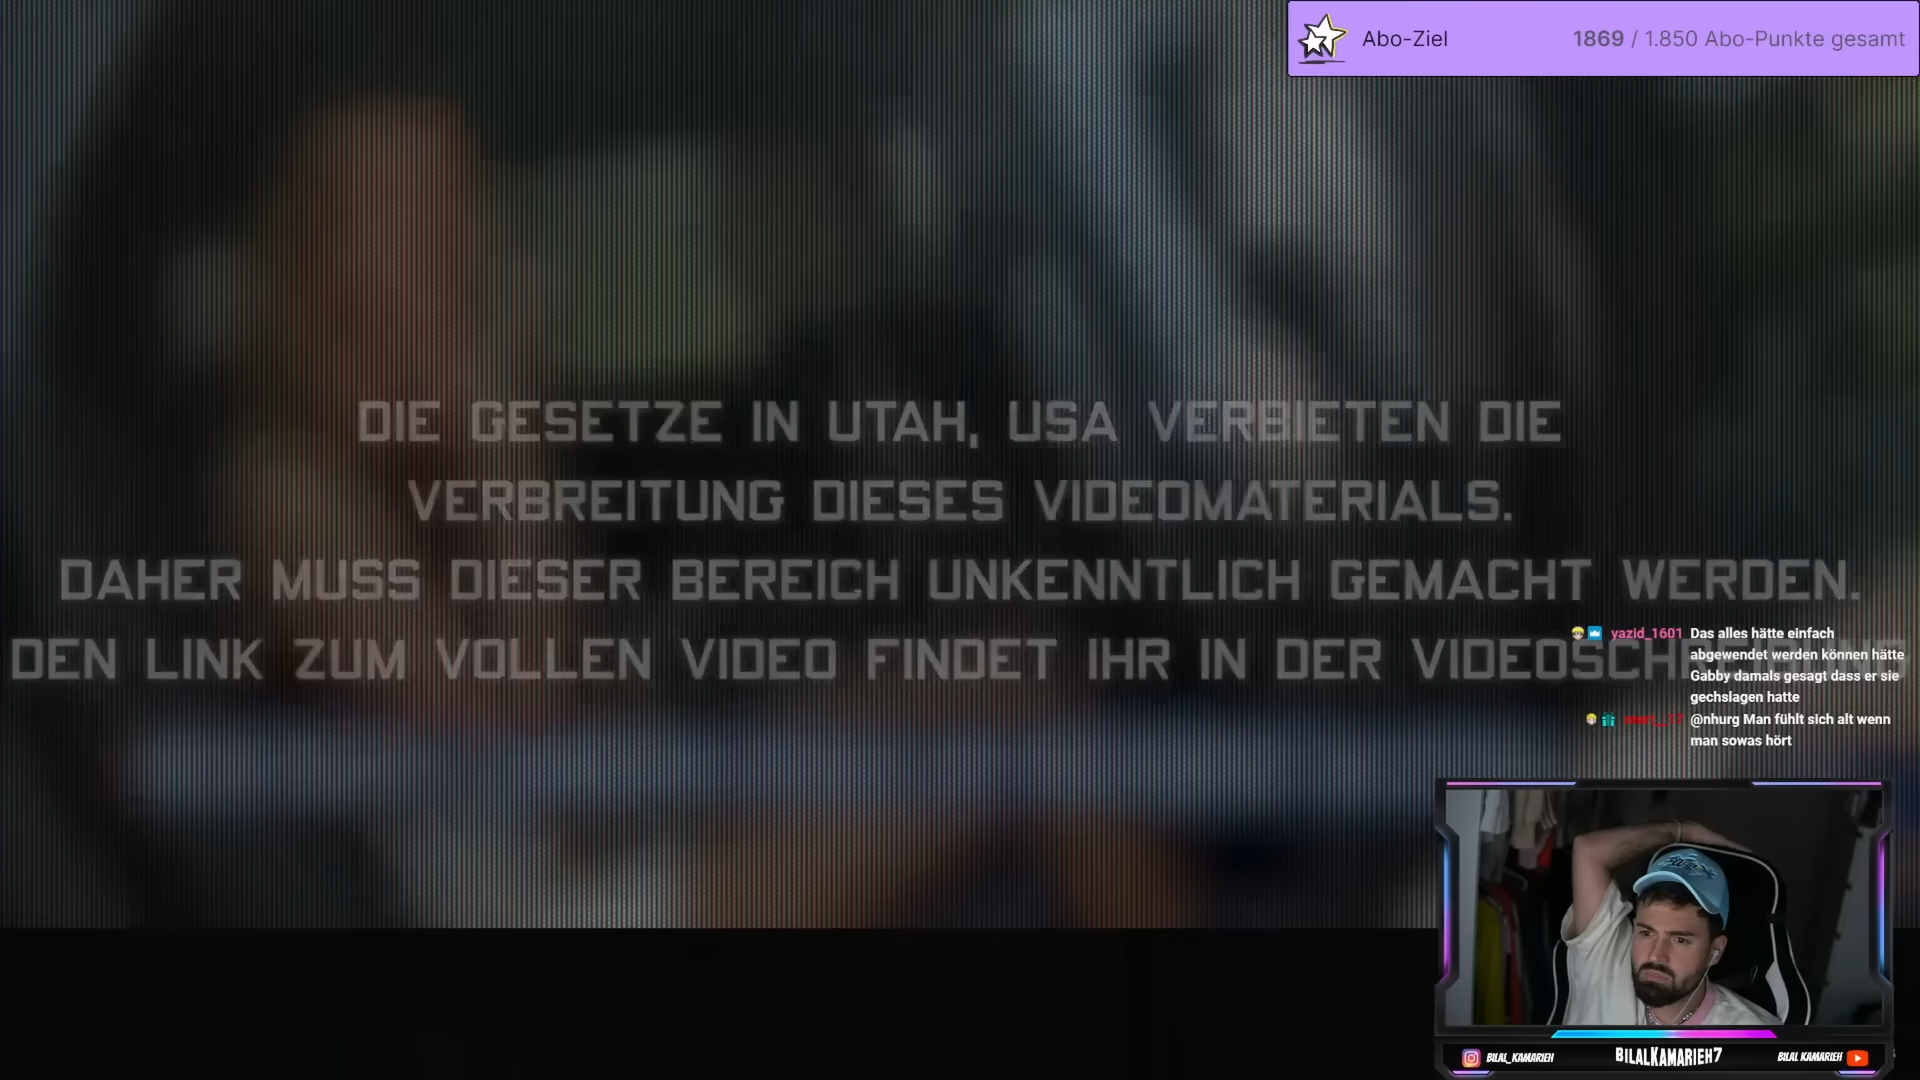 Abo-Ziel 1869 / 1.850 Abo-Punkte gesamt
DIE GESETZE IN UTAH, USA VERBIETEN DIE
VERBREITUNG DIESES VIDEOMATERIALS.
DAHER MUSS DIESER BEREICH UNKENNTLICH GEMACHT WERDEN.
DEN LINK ZUM VOLLEN VIDEO FINDET IHR IN DER
yazid_1601 Das alles hätte einfach
abgewendet werden können hätte
Gabby damals gesagt dass er sie
gechslagen hatte
@nhurg Man fühlt sich alt wenn
man sowas hört
BILAL_KAMARIEH
BILALKAMARIEH7
BILAL KAMARIEH